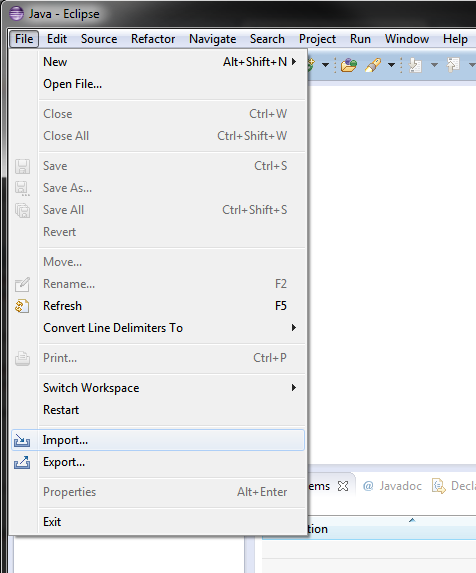 Java - Eclipse
File Edit Source Refactor Navigate Search Project Run Window Help
New Alt+Shift+N
Open File...
Close Ctrl+W
Close All Ctrl+Shift+W
Save Ctrl+S
Save As...
Save All Ctrl+Shift+S
Revert
Move...
Rename... F2
Refresh F5
Convert Line Delimiters To
Print... Ctrl+P
Switch Workspace
Restart
Import...
Export...
Properties Alt+Enter
Exit
ems @ Javadoc Decla
tion